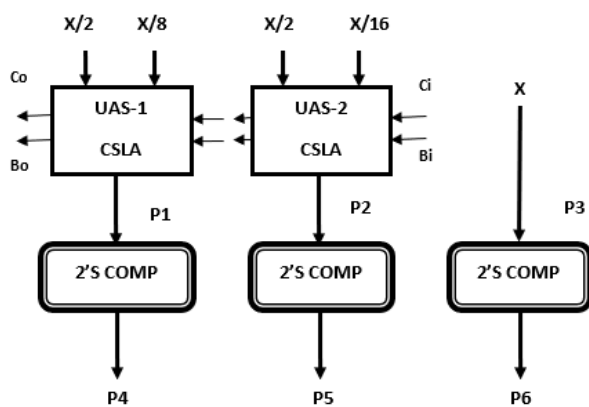 X/2 X/8 X/2 X/16
Co UAS-1 UAS-2 Ci X
Bo CSLA CSLA Bi
P1 P2 P3
2'S COMP 2'S COMP 2'S COMP
P4 P5 P6